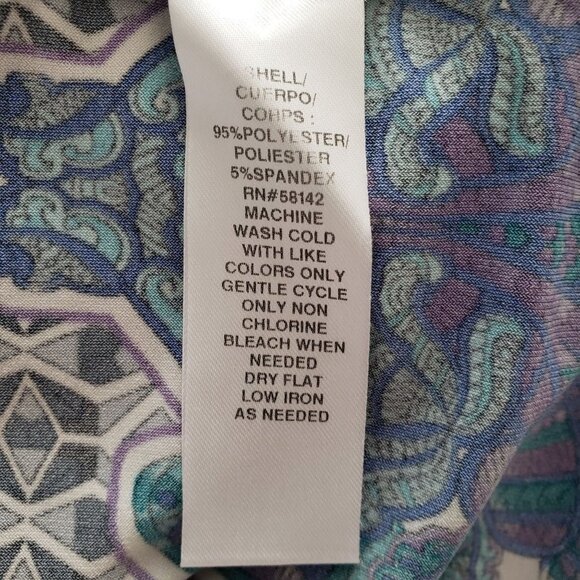 SHELL/
CUERPO/
CORPS :
95%POLYESTER/
POLIESTER
5%SPANDEX
RN#58142
MACHINE
WASH COLD
WITH LIKE
COLORS ONLY
GENTLE CYCLE
ONLY NON
CHLORINE
BLEACH WHEN
NEEDED
DRY FLAT
LOW IRON
AS NEEDED